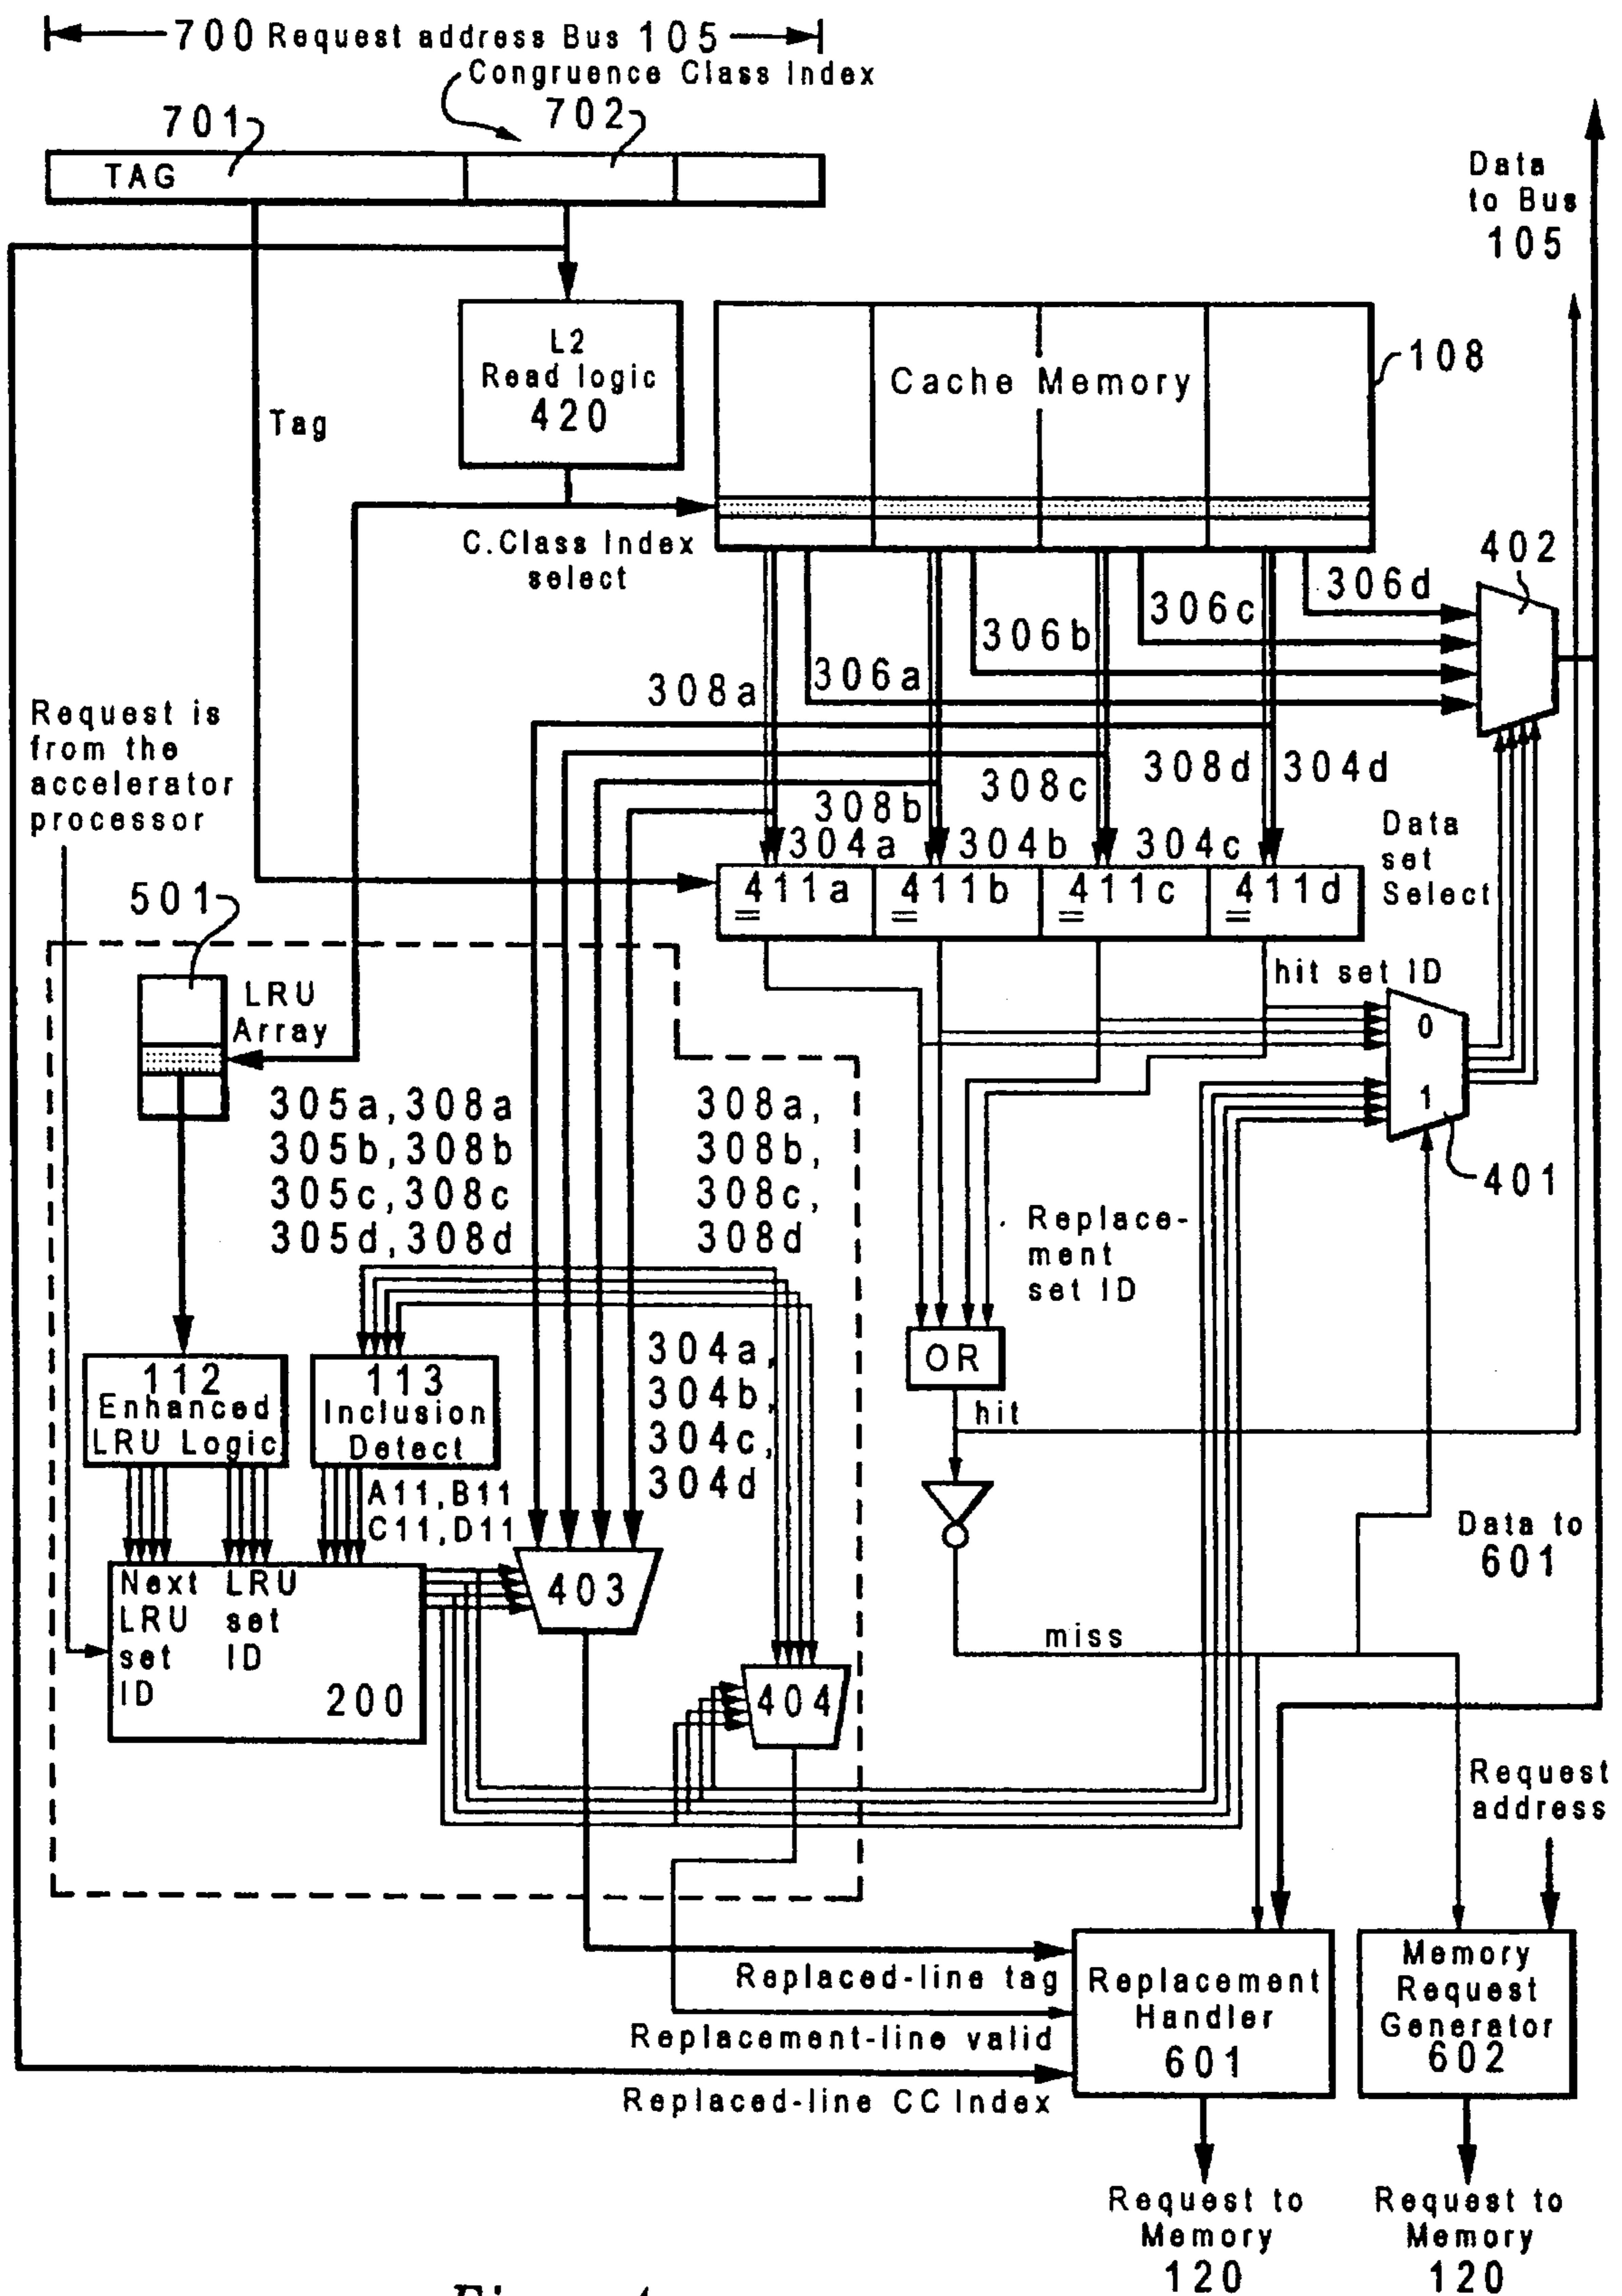 700 Request address Bus 105
Congruence Class Index
701
702
TAG
Data
to Bus
105
L2
Read logic
420
Cache Memory
108
Tag
C.Class Index
select
402
306d
306c
306b
306a
308a
Request is
from the
accelerator
processor
308d 304d
308c
308b
304a 304b 304c
Data
set
Select
= 411a = 411b = 411c = 411d
501
hit set ID
LRU
Array
0
1
401
305a,308a
305b,308b
305c,308c
305d,308d
308a,
308b,
308c,
308d
Replace-
ment
set ID
OR
hit
112
Enhanced
LRU Logic
113
Inclusion
Detect
304a,
304b,
304c,
304d
A11,B11
C11,D11
Data to
601
Next
LRU
set
ID
LRU
set
ID
200
403
miss
404
Request
address
Replaced-line tag
Replacement-line valid
Replaced-line CC Index
Replacement
Handler
601
Memory
Request
Generator
602
Request to
Memory
120
Request to
Memory
120